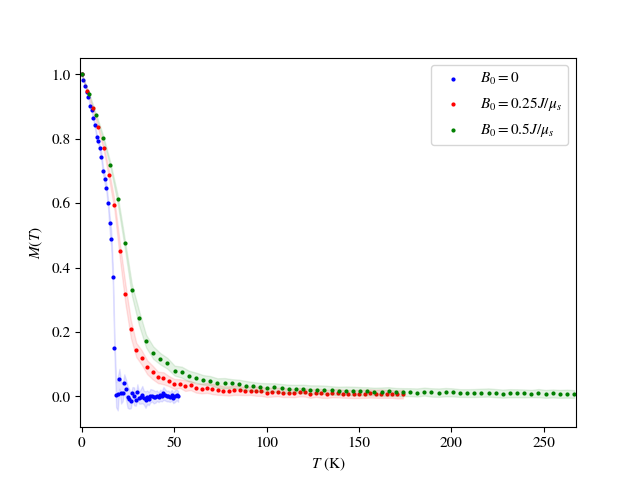 B₀ = 0
B₀ = 0.25J/μₛ
B₀ = 0.5J/μₛ
1.0
0.8
0.6
0.4
0.2
0.0
M(T)
0 50 100 150 200 250
T (K)